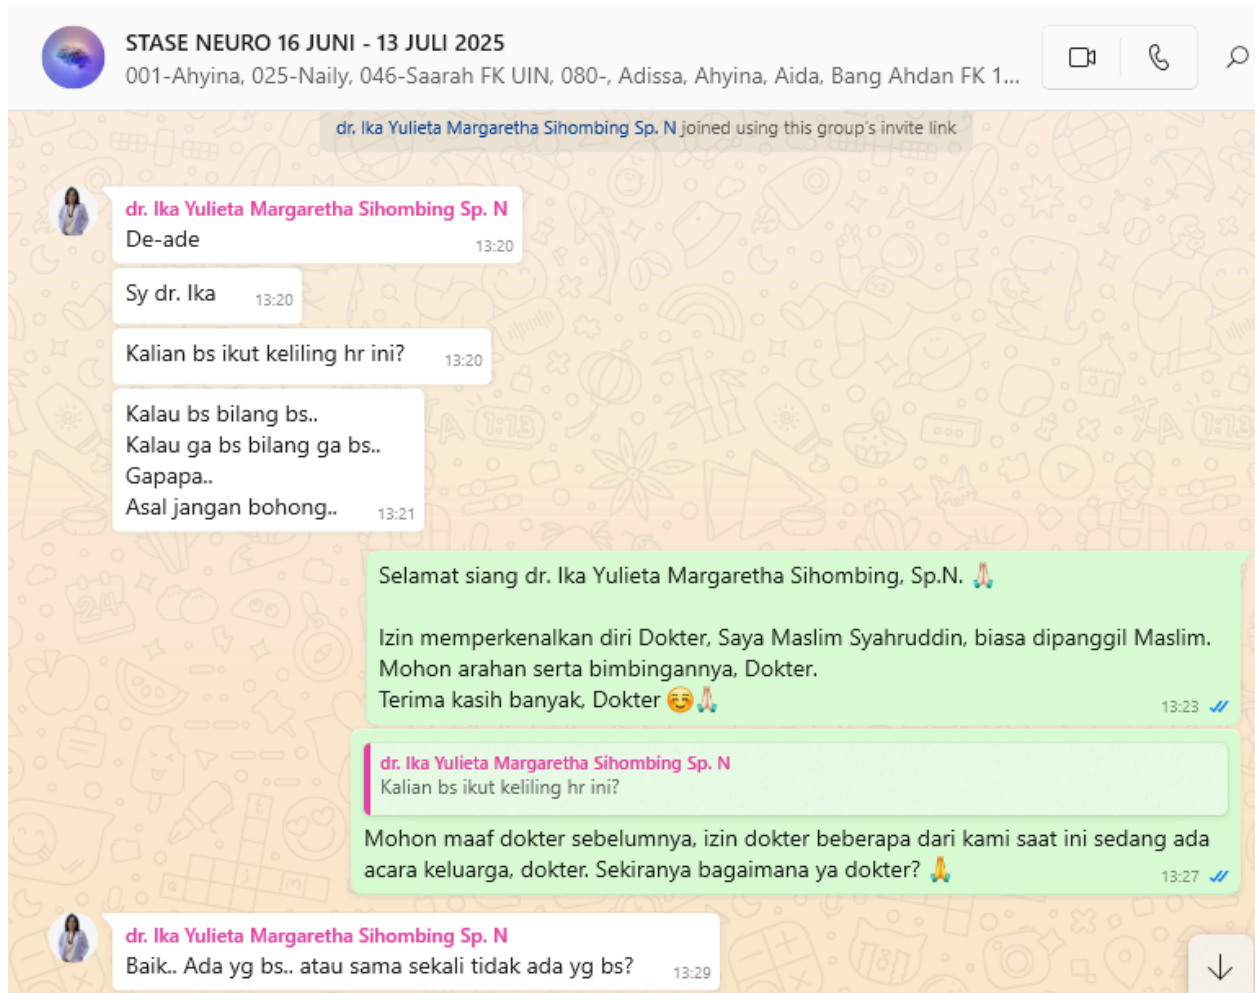 STASE NEURO 16 JUNI - 13 JULI 2025
001-Ahyina, 025-Naily, 046-Saarah FK UIN, 080-, Adissa, Ahyina, Aida, Bang Ahdan FK 1...
dr. Ika Yulieta Margaretha Sihombing Sp. N joined using this group's invite link
dr. Ika Yulieta Margaretha Sihombing Sp. N
De-ade
13:20
Sy dr. Ika
13:20
Kalian bs ikut keliling hr ini?
13:20
Kalau bs bilang bs..
Kalau ga bs bilang ga bs..
Gapapa..
Asal jangan bohong..
13:21
Selamat siang dr. Ika Yulieta Margaretha Sihombing, Sp.N. 🙏🏻
Izin memperkenalkan diri Dokter, Saya Maslim Syahruddin, biasa dipanggil Maslim.
Mohon arahan serta bimbingannya, Dokter.
Terima kasih banyak, Dokter ☺️🙏🏻
13:23
dr. Ika Yulieta Margaretha Sihombing Sp. N
Kalian bs ikut keliling hr ini?
Mohon maaf dokter sebelumnya, izin dokter beberapa dari kami saat ini sedang ada
acara keluarga, dokter. Sekiranya bagaimana ya dokter? 🙏
13:27
dr. Ika Yulieta Margaretha Sihombing Sp. N
Baik.. Ada yg bs.. atau sama sekali tidak ada yg bs?
13:29